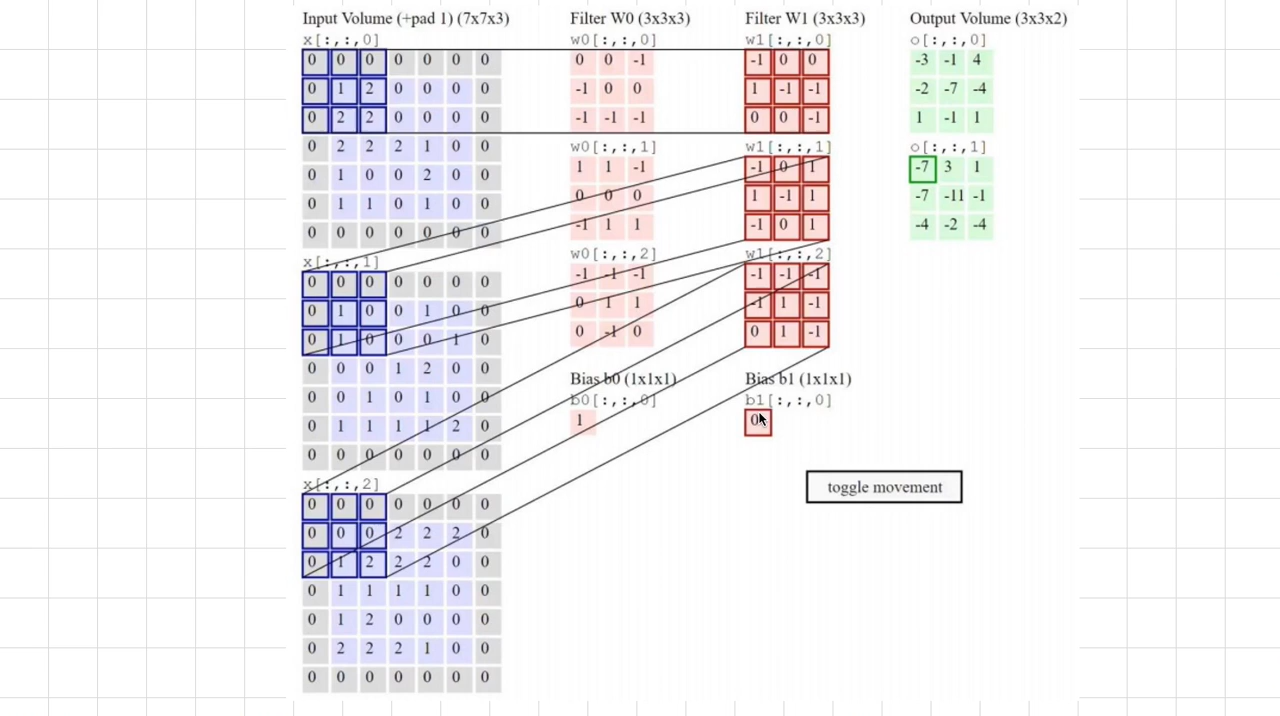 Input Volume (+pad 1) (7x7x3)
x[:,:,0]
0 0 0 0 0 0 0
0 1 2 0 0 0 0
0 2 2 0 0 0 0
0 2 2 2 1 0 0
0 1 0 0 2 0 0
0 1 1 0 1 0 0
0 0 0 0 0 0 0
x[:,:,1]
0 0 0 0 0 0 0
0 1 0 0 1 0 0
0 1 0 0 0 1 0
0 0 0 1 2 0 0
0 0 1 0 1 0 0
0 1 1 1 1 2 0
0 0 0 0 0 0 0
x[:,:,2]
0 0 0 0 0 0 0
0 0 0 2 2 2 0
0 1 2 2 2 0 0
0 1 1 1 1 0 0
0 1 2 0 0 0 0
0 2 2 2 1 0 0
0 0 0 0 0 0 0
Filter W0 (3x3x3)
w0[:,:,0]
0 0 -1
-1 0 0
-1 -1 -1
w0[:,:,1]
1 1 -1
0 0 0
-1 1 1
w0[:,:,2]
-1 -1 -1
0 1 1
0 -1 0
Bias b0 (1x1x1)
b0[:,:,0]
1
Filter W1 (3x3x3)
w1[:,:,0]
-1 0 0
1 -1 -1
0 0 -1
w1[:,:,1]
-1 0 1
1 -1 1
-1 0 1
w1[:,:,2]
-1 -1 -1
-1 1 -1
0 1 -1
Bias b1 (1x1x1)
b1[:,:,0]
0
Output Volume (3x3x2)
o[:,:,0]
-3 -1 4
-2 -7 -4
1 -1 1
o[:,:,1]
-7 3 1
-7 -11 -1
-4 -2 -4
toggle movement